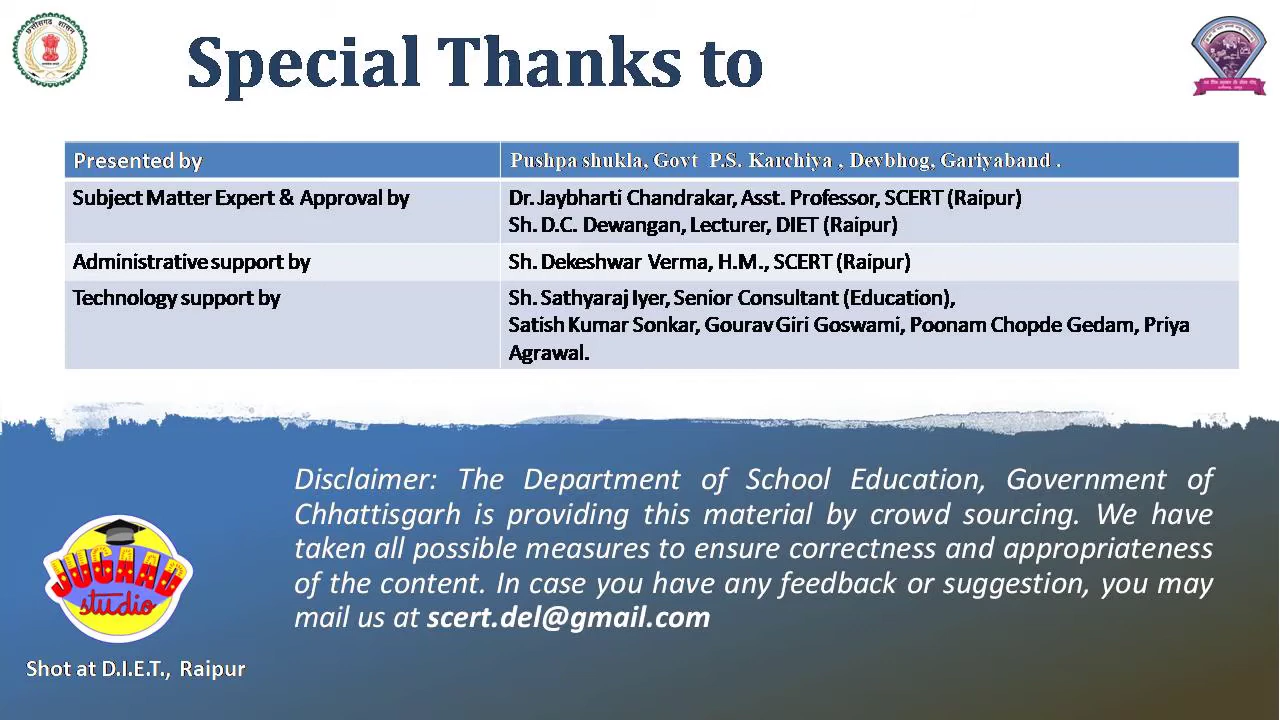 छत्तीसगढ़ शासन
Special Thanks to
Presented by
Pushpa shukla, Govt P.S. Karchiya , Devbhog, Gariyaband .
Subject Matter Expert & Approval by
Dr. Jaybharti Chandrakar, Asst. Professor, SCERT (Raipur)
Sh. D.C. Dewangan, Lecturer, DIET (Raipur)
Administrative support by
Sh. Dekeshwar Verma, H.M., SCERT (Raipur)
Technology support by
Sh. Sathyaraj Iyer, Senior Consultant (Education),
Satish Kumar Sonkar, Gourav Giri Goswami, Poonam Chopde Gedam, Priya
Agrawal.
Disclaimer: The Department of School Education, Government of
Chhattisgarh is providing this material by crowd sourcing. We have
taken all possible measures to ensure correctness and appropriateness
of the content. In case you have any feedback or suggestion, you may
mail us at scert.del@gmail.com
JUGAAD
studio
Shot at D.I.E.T., Raipur